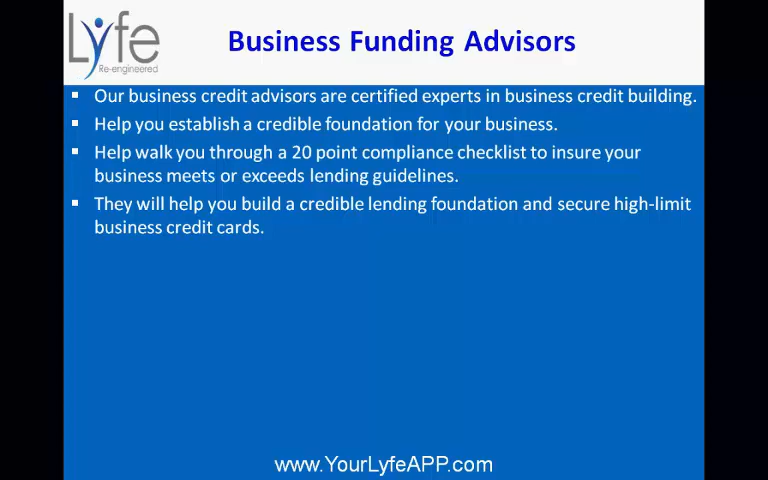 Lyfe
Re-engineered
Business Funding Advisors
▪ Our business credit advisors are certified experts in business credit building.
▪ Help you establish a credible foundation for your business.
▪ Help walk you through a 20 point compliance checklist to insure your
business meets or exceeds lending guidelines.
▪ They will help you build a credible lending foundation and secure high-limit
business credit cards.
www.YourLyfeAPP.com